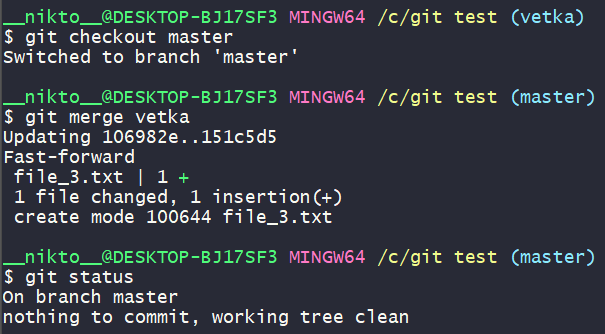 __nikto__@DESKTOP-BJ17SF3 MINGW64 /c/git test (vetka)
$ git checkout master
Switched to branch 'master'

__nikto__@DESKTOP-BJ17SF3 MINGW64 /c/git test (master)
$ git merge vetka
Updating 106982e..151c5d5
Fast-forward
 file_3.txt | 1 +
 1 file changed, 1 insertion(+)
 create mode 100644 file_3.txt

__nikto__@DESKTOP-BJ17SF3 MINGW64 /c/git test (master)
$ git status
On branch master
nothing to commit, working tree clean